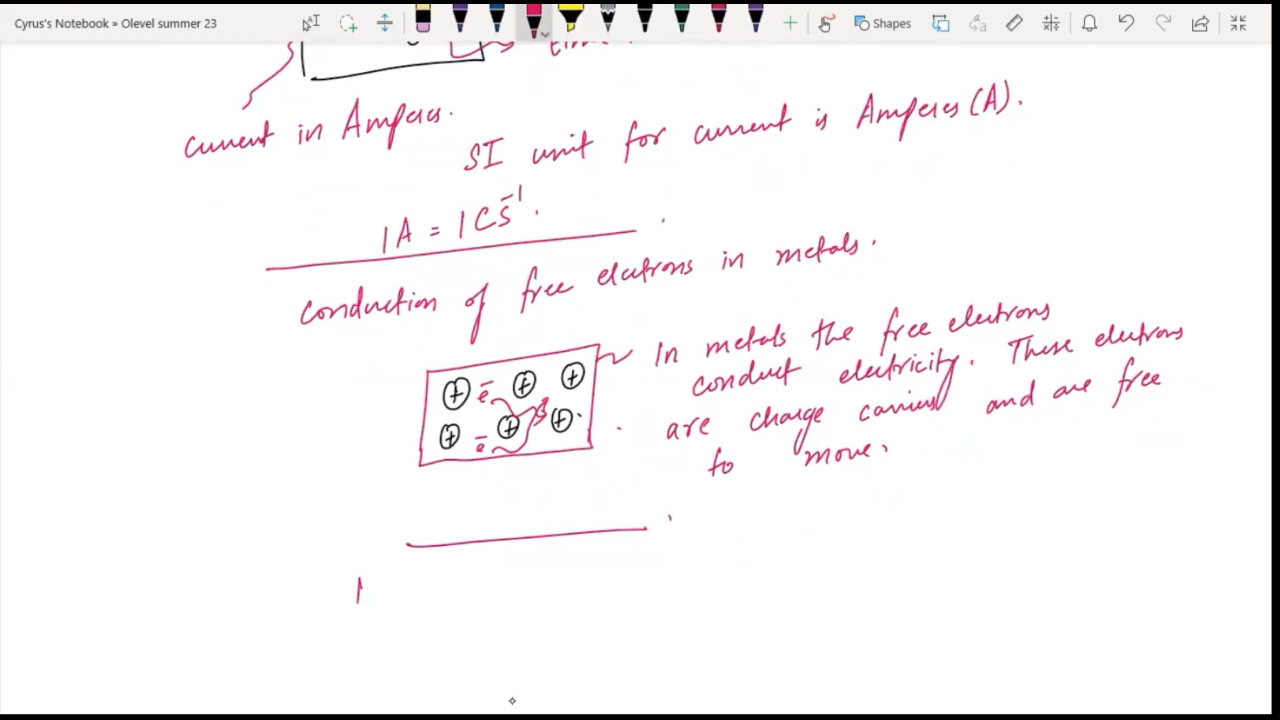 Cyrus's Notebook » Olevel summer 23
Shapes
current in Amperes.
SI unit for current is Amperes (A).
1A = 1Cs⁻¹.
conduction of free electrons in metals.
In metals the free electrons
conduct electricity. These electrons
are charge carriers and are free
to move.
+ e⁻ + +
+ e⁻ + +